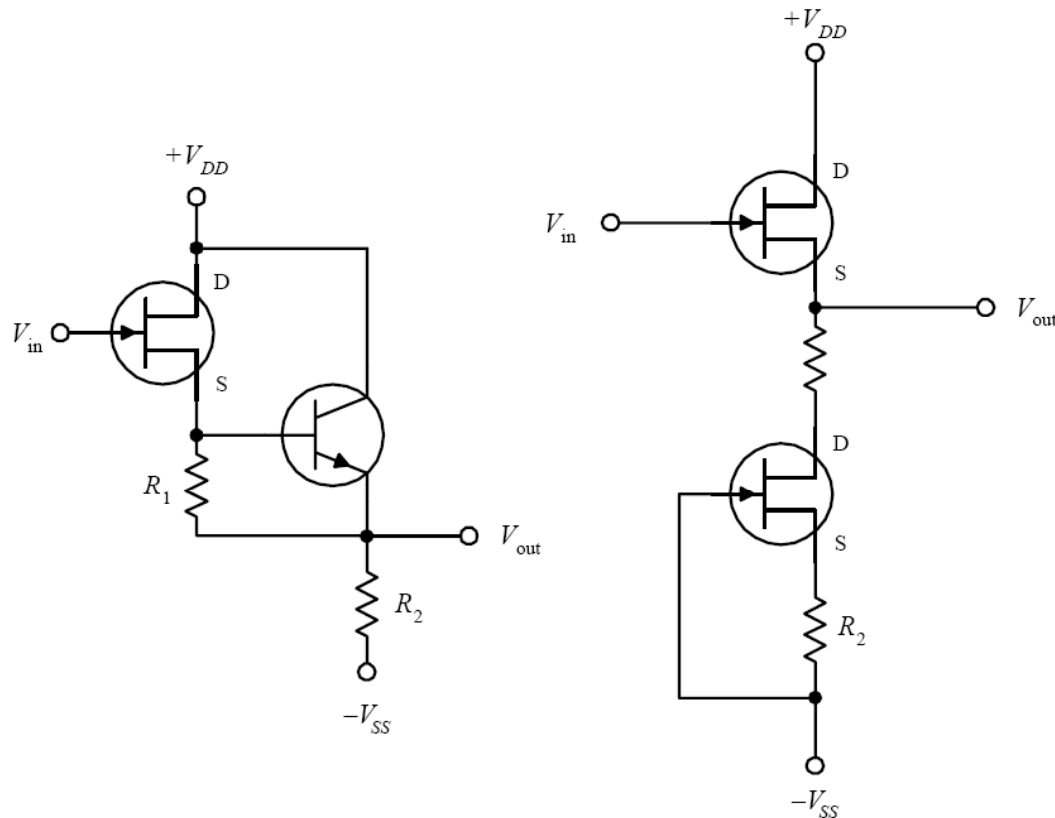 +V_DD
D
V_in
S
R_1
V_out
R_2
−V_SS
+V_DD
D
V_in
S
V_out
D
S
R_2
−V_SS